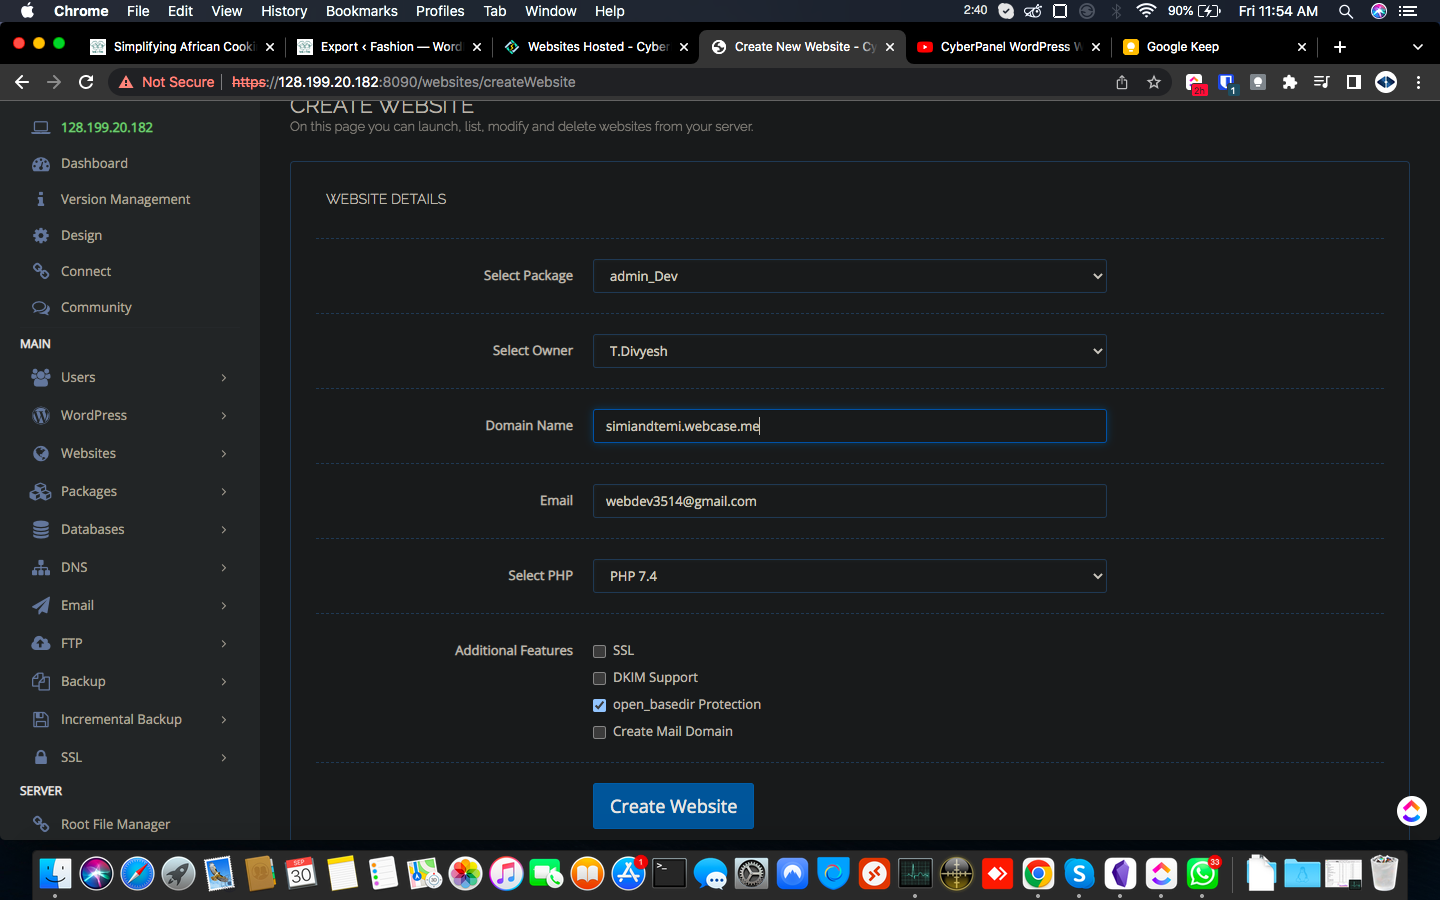 Chrome File Edit View History Bookmarks Profiles Tab Window Help 2:40 90% Fri 11:54 AM
Simplifying African Cooki Export ‹ Fashion — Word Websites Hosted - Cyber Create New Website - Cy CyberPanel WordPress W Google Keep
Not Secure https://128.199.20.182:8090/websites/createWebsite 2h 1
128.199.20.182
Dashboard
Version Management
Design
Connect
Community
MAIN
Users
WordPress
Websites
Packages
Databases
DNS
Email
FTP
Backup
Incremental Backup
SSL
SERVER
Root File Manager
CREATE WEBSITE
On this page you can launch, list, modify and delete websites from your server.
WEBSITE DETAILS
Select Package admin_Dev
Select Owner T.Divyesh
Domain Name simiandtemi.webcase.me
Email webdev3514@gmail.com
Select PHP PHP 7.4
Additional Features SSL
DKIM Support
open_basedir Protection
Create Mail Domain
Create Website
SEP 30 1 33